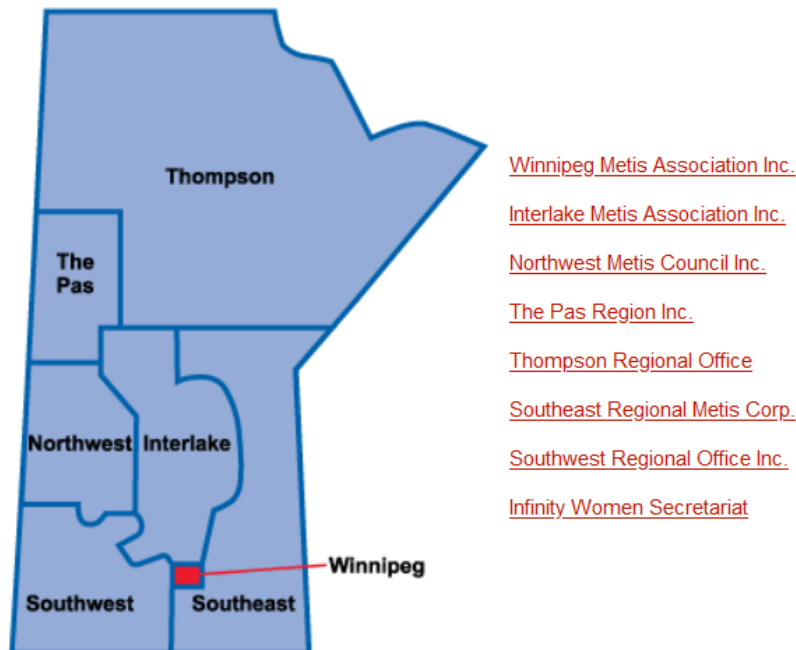 Thompson
The
Pas
Northwest
Interlake
Winnipeg
Southwest
Southeast
Winnipeg Metis Association Inc.
Interlake Metis Association Inc.
Northwest Metis Council Inc.
The Pas Region Inc.
Thompson Regional Office
Southeast Regional Metis Corp.
Southwest Regional Office Inc.
Infinity Women Secretariat